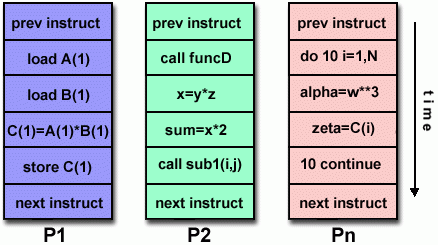 prev instruct
load A(1)
load B(1)
C(1)=A(1)*B(1)
store C(1)
next instruct
P1
prev instruct
call funcD
x=y*z
sum=x*2
call sub1(i,j)
next instruct
P2
prev instruct
do 10 i=1,N
alpha=w**3
zeta=C(i)
10 continue
next instruct
Pn
time